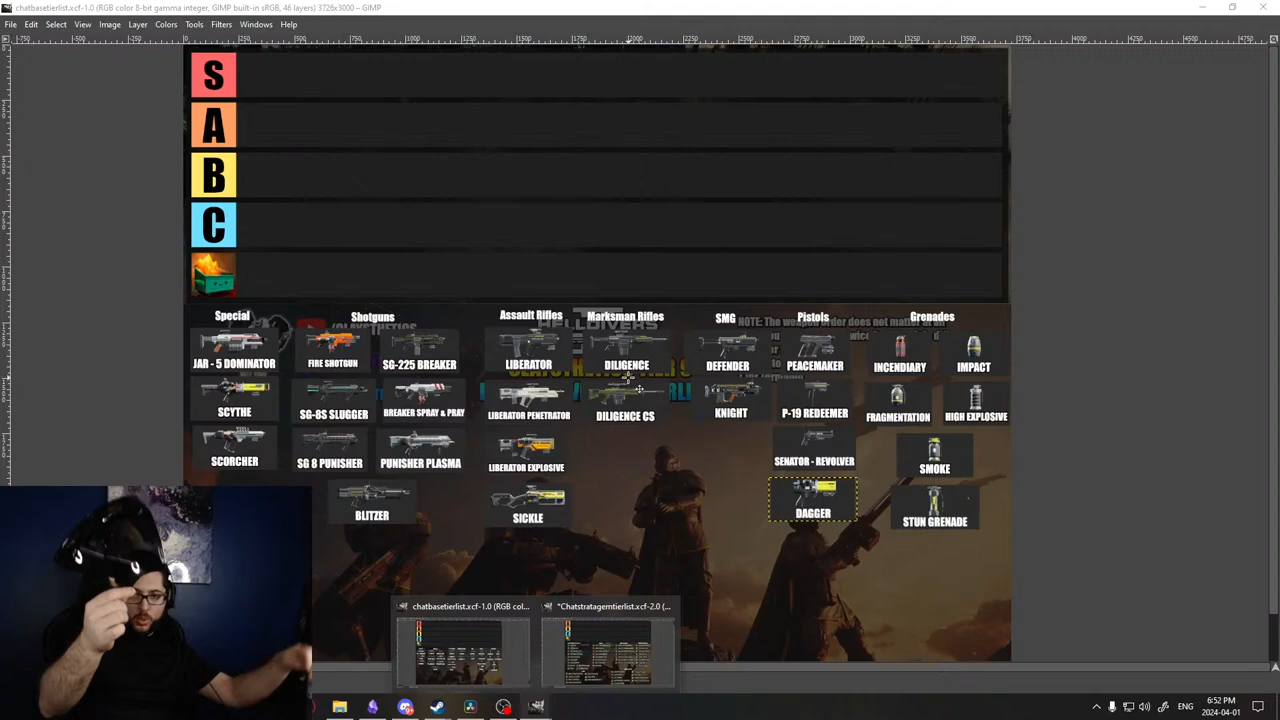 chatbasetierlist.xcf-1.0 (RGB color 8-bit gamma integer, GIMP built-in sRGB, 46 layers) 3726x3000 – GIMP
File Edit Select View Image Layer Colors Tools Filters Windows Help
S
A
B
C
Special Shotguns Assault Rifles Marksman Rifles SMG Pistols Grenades
JAR - 5 DOMINATOR FIRE SHOTGUN SG-225 BREAKER LIBERATOR DILIGENCE DEFENDER PEACEMAKER INCENDIARY IMPACT
SCYTHE SG-8S SLUGGER BREAKER SPRAY & PRAY LIBERATOR PENETRATOR DILIGENCE CS KNIGHT P-19 REDEEMER FRAGMENTATION HIGH EXPLOSIVE
SCORCHER SG 8 PUNISHER PUNISHER PLASMA LIBERATOR EXPLOSIVE SENATOR - REVOLVER SMOKE
BLITZER SICKLE DAGGER STUN GRENADE
chatbasetierlist.xcf-1.0 (RGB col... *Chatstratagemtierlist.xcf-2.0 (...
ENG
6:52 PM
2024-04-01